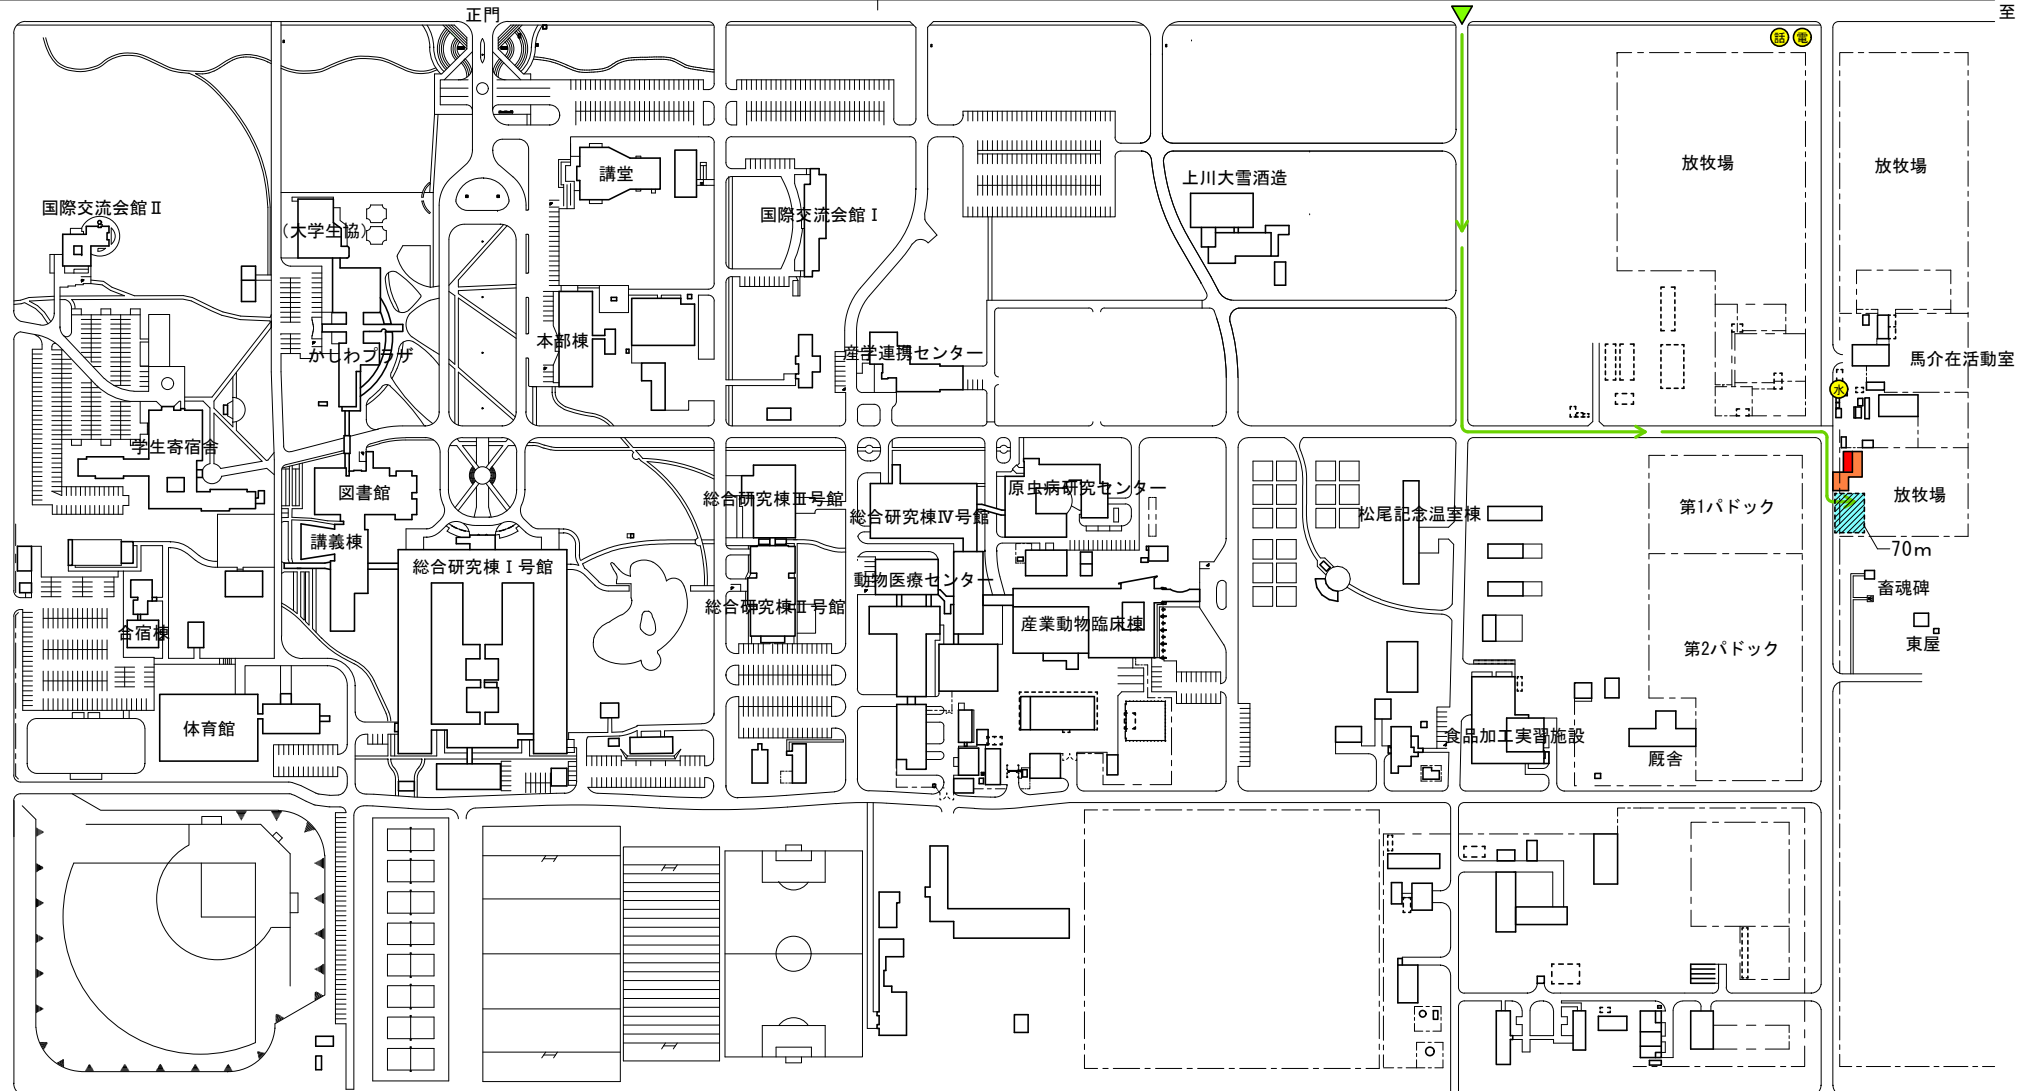 正門
至
話 電
放牧場
放牧場
講堂
上川大雪酒造
国際交流会館Ⅱ
国際交流会館Ⅰ
(大学生協)
本部棟
かしわプラザ
産学連携センター
馬介在活動室
水
学生寄宿舎
図書館
総合研究棟Ⅲ号館
原虫病研究センター
放牧場
第1パドック
松尾記念温室棟
総合研究棟Ⅳ号館
講義棟
70m
総合研究棟Ⅰ号館
動物医療センター
畜魂碑
総合研究棟Ⅱ号館
産業動物臨床棟
合宿棟
東屋
第2パドック
体育館
食品加工実習施設
厩舎